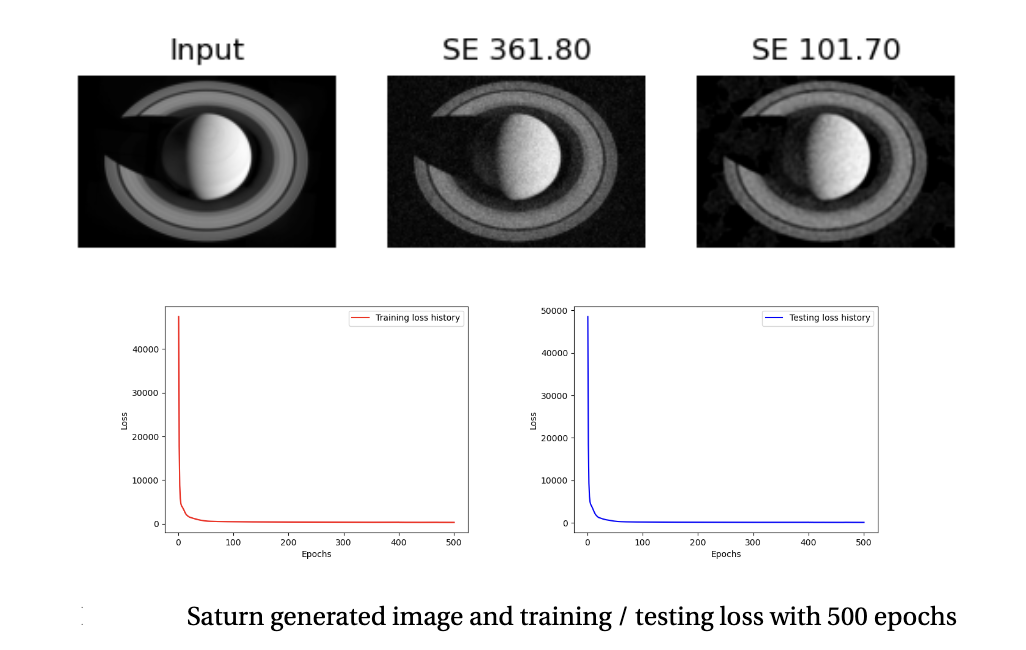 Input
SE 361.80
SE 101.70
Training loss history
40000
30000
20000
10000
0
Loss
0 100 200 300 400 500
Epochs
Testing loss history
50000
40000
30000
20000
10000
0
Loss
0 100 200 300 400 500
Epochs
Saturn generated image and training / testing loss with 500 epochs